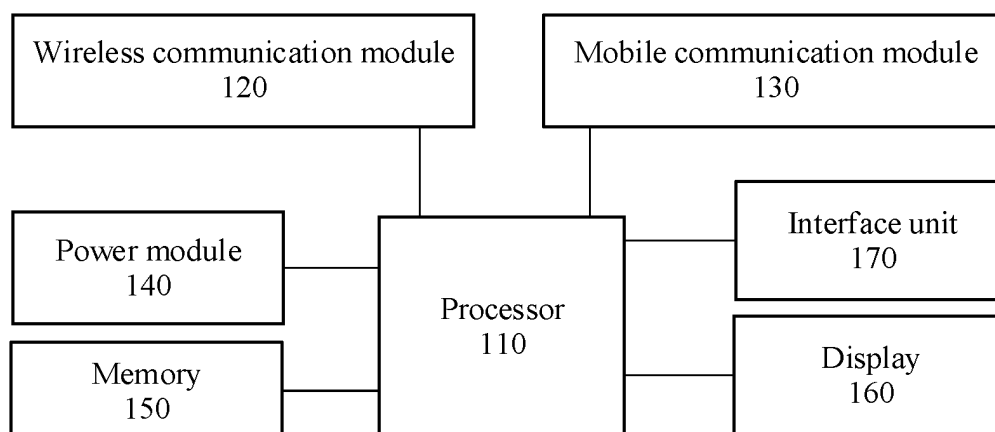 Wireless communication module
120
Mobile communication module
130
Power module
140
Interface unit
170
Processor
110
Memory
150
Display
160